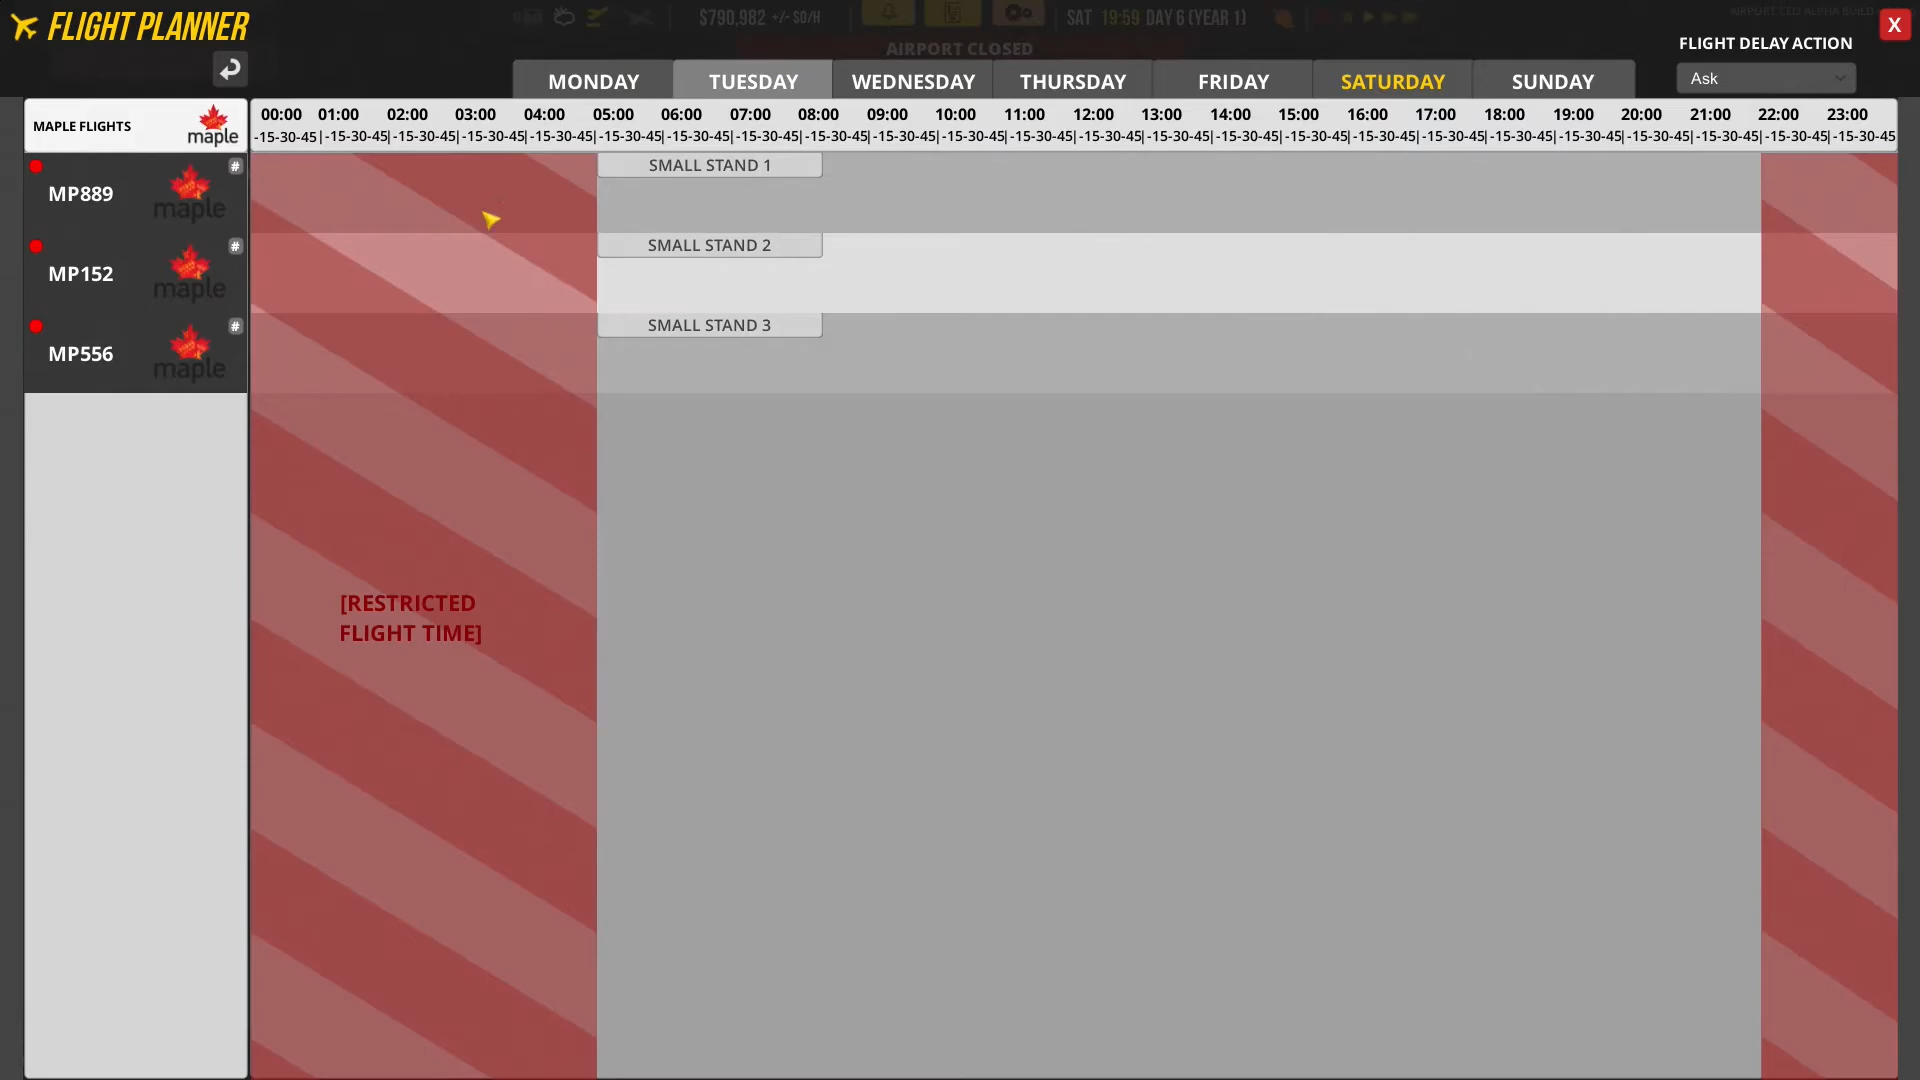 FLIGHT PLANNER
$790,982 +/- $0/H
SAT 19:59 DAY 6 (YEAR 1)
AIRPORT CEO ALPHA BUILD
X
AIRPORT CLOSED
FLIGHT DELAY ACTION
Ask
MONDAY TUESDAY WEDNESDAY THURSDAY FRIDAY SATURDAY SUNDAY
MAPLE FLIGHTS maple
00:00 01:00 02:00 03:00 04:00 05:00 06:00 07:00 08:00 09:00 10:00 11:00 12:00 13:00 14:00 15:00 16:00 17:00 18:00 19:00 20:00 21:00 22:00 23:00
-15-30-45|-15-30-45|-15-30-45|-15-30-45|-15-30-45|-15-30-45|-15-30-45|-15-30-45|-15-30-45|-15-30-45|-15-30-45|-15-30-45|-15-30-45|-15-30-45|-15-30-45|-15-30-45|-15-30-45|-15-30-45|-15-30-45|-15-30-45|-15-30-45|-15-30-45|-15-30-45|-15-30-45
MP889 maple #
SMALL STAND 1
MP152 maple #
SMALL STAND 2
MP556 maple #
SMALL STAND 3
[RESTRICTED
FLIGHT TIME]